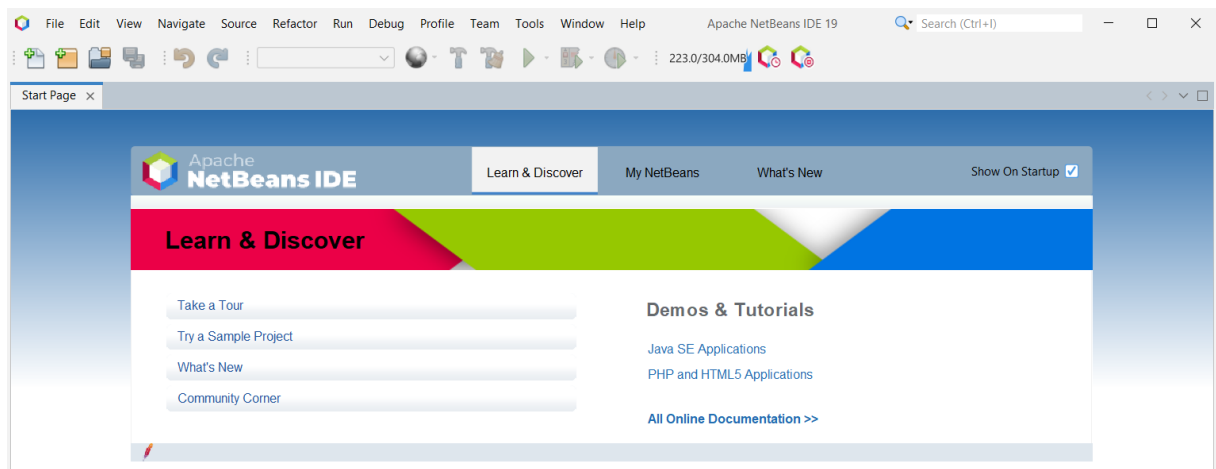 File Edit View Navigate Source Refactor Run Debug Profile Team Tools Window Help Apache NetBeans IDE 19 Search (Ctrl+I)
223.0/304.0MB
Start Page
Apache
NetBeans IDE
Learn & Discover My NetBeans What's New Show On Startup
Learn & Discover
Take a Tour
Try a Sample Project
What's New
Community Corner
Demos & Tutorials
Java SE Applications
PHP and HTML5 Applications
All Online Documentation >>